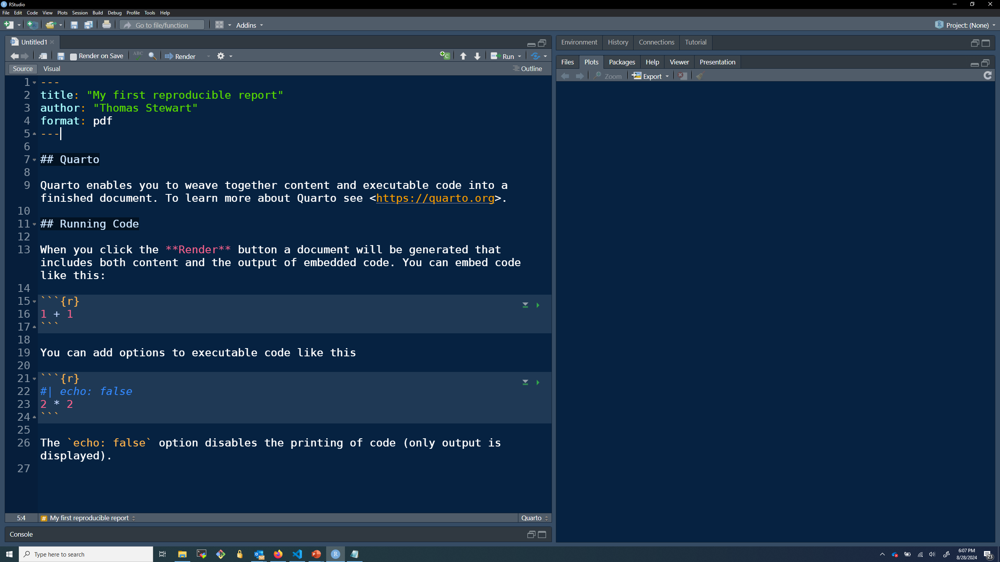 RStudio
File Edit Code View Plots Session Build Debug Profile Tools Help
Go to file/function Addins Project: (None)
Untitled1
Render on Save ABC Render Run
Source Visual Outline
1 ---
2 title: "My first reproducible report"
3 author: "Thomas Stewart"
4 format: pdf
5 ---
6
7 ## Quarto
8
9 Quarto enables you to weave together content and executable code into a
finished document. To learn more about Quarto see <https://quarto.org>.
10
11 ## Running Code
12
13 When you click the **Render** button a document will be generated that
includes both content and the output of embedded code. You can embed code
like this:
14
15 ```{r}
16 1 + 1
17 ```
18
19 You can add options to executable code like this
20
21 ```{r}
22 #| echo: false
23 2 * 2
24 ```
25
26 The `echo: false` option disables the printing of code (only output is
displayed).
27
5:4 # My first reproducible report Quarto
Console
Environment History Connections Tutorial
Files Plots Packages Help Viewer Presentation
Zoom Export
Type here to search
6:07 PM
8/28/2024
23